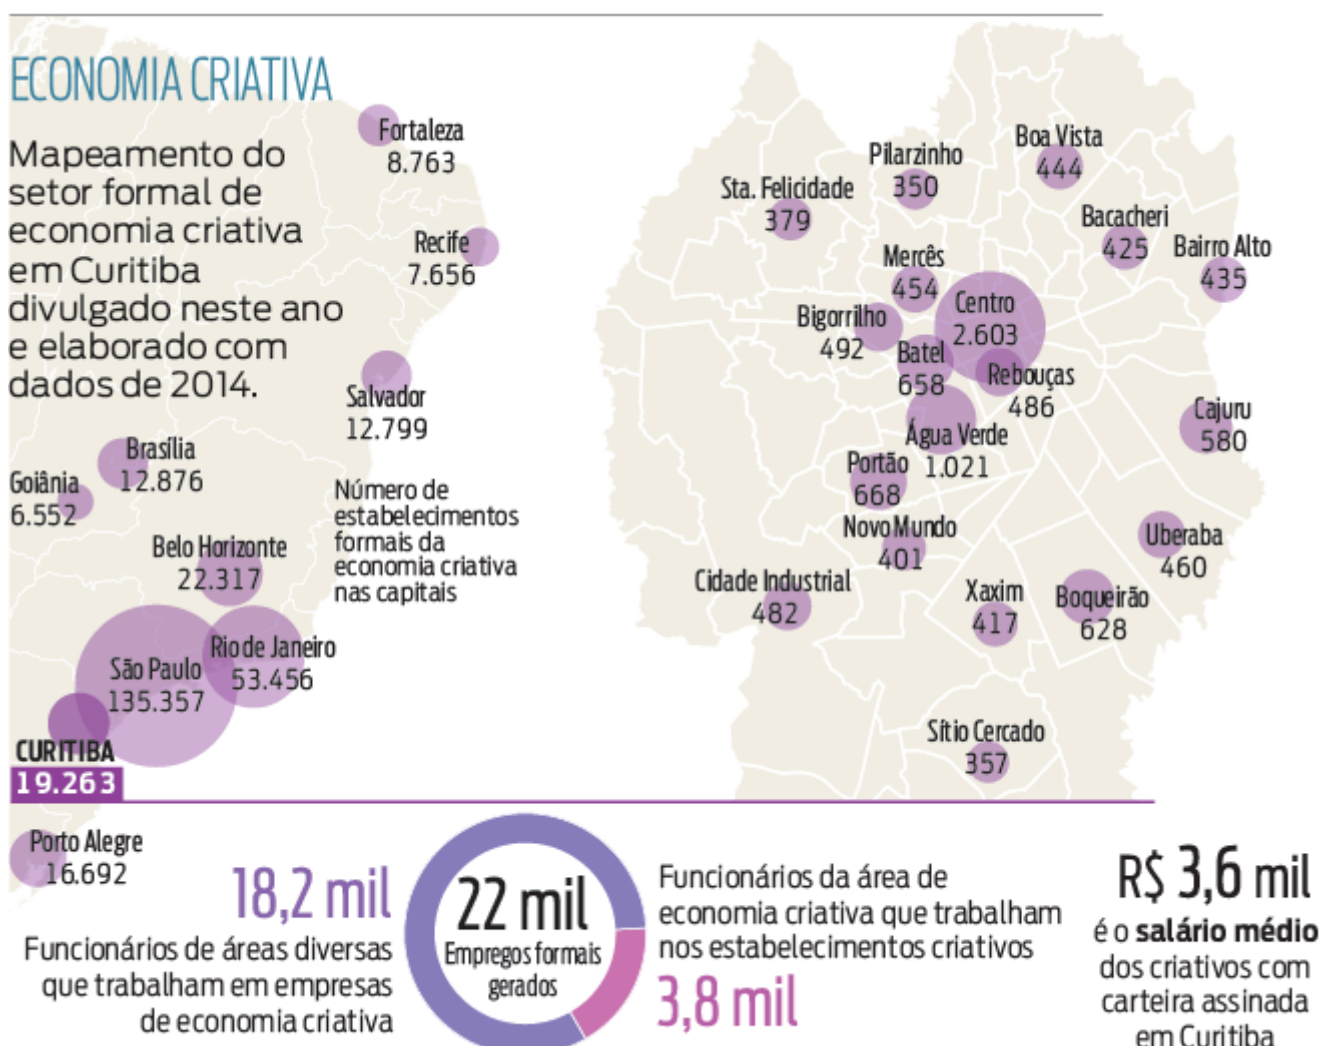 ECONOMIA CRIATIVA
Mapeamento do
setor formal de
economia criativa
em Curitiba
divulgado neste ano
e elaborado com
dados de 2014.
Fortaleza
8.763
Recife
7.656
Salvador
12.799
Brasília
12.876
Goiânia
6.552
Belo Horizonte
22.317
Número de
estabelecimentos
formais da
economia criativa
nas capitais
Rio de Janeiro
53.456
São Paulo
135.357
CURITIBA
19.263
Porto Alegre
16.692
Boa Vista
444
Pilarzinho
350
Sta. Felicidade
379
Bacacheri
425
Bairro Alto
435
Mercês
454
Centro
2.603
Bigorrilho
492
Batel
658
Rebouças
486
Cajuru
580
Água Verde
1.021
Portão
668
Novo Mundo
401
Uberaba
460
Cidade Industrial
482
Xaxim
417
Boqueirão
628
Sítio Cercado
357
18,2 mil
Funcionários de áreas diversas
que trabalham em empresas
de economia criativa
22 mil
Empregos formais
gerados
Funcionários da área de
economia criativa que trabalham
nos estabelecimentos criativos
3,8 mil
R$ 3,6 mil
é o salário médio
dos criativos com
carteira assinada
em Curitiba